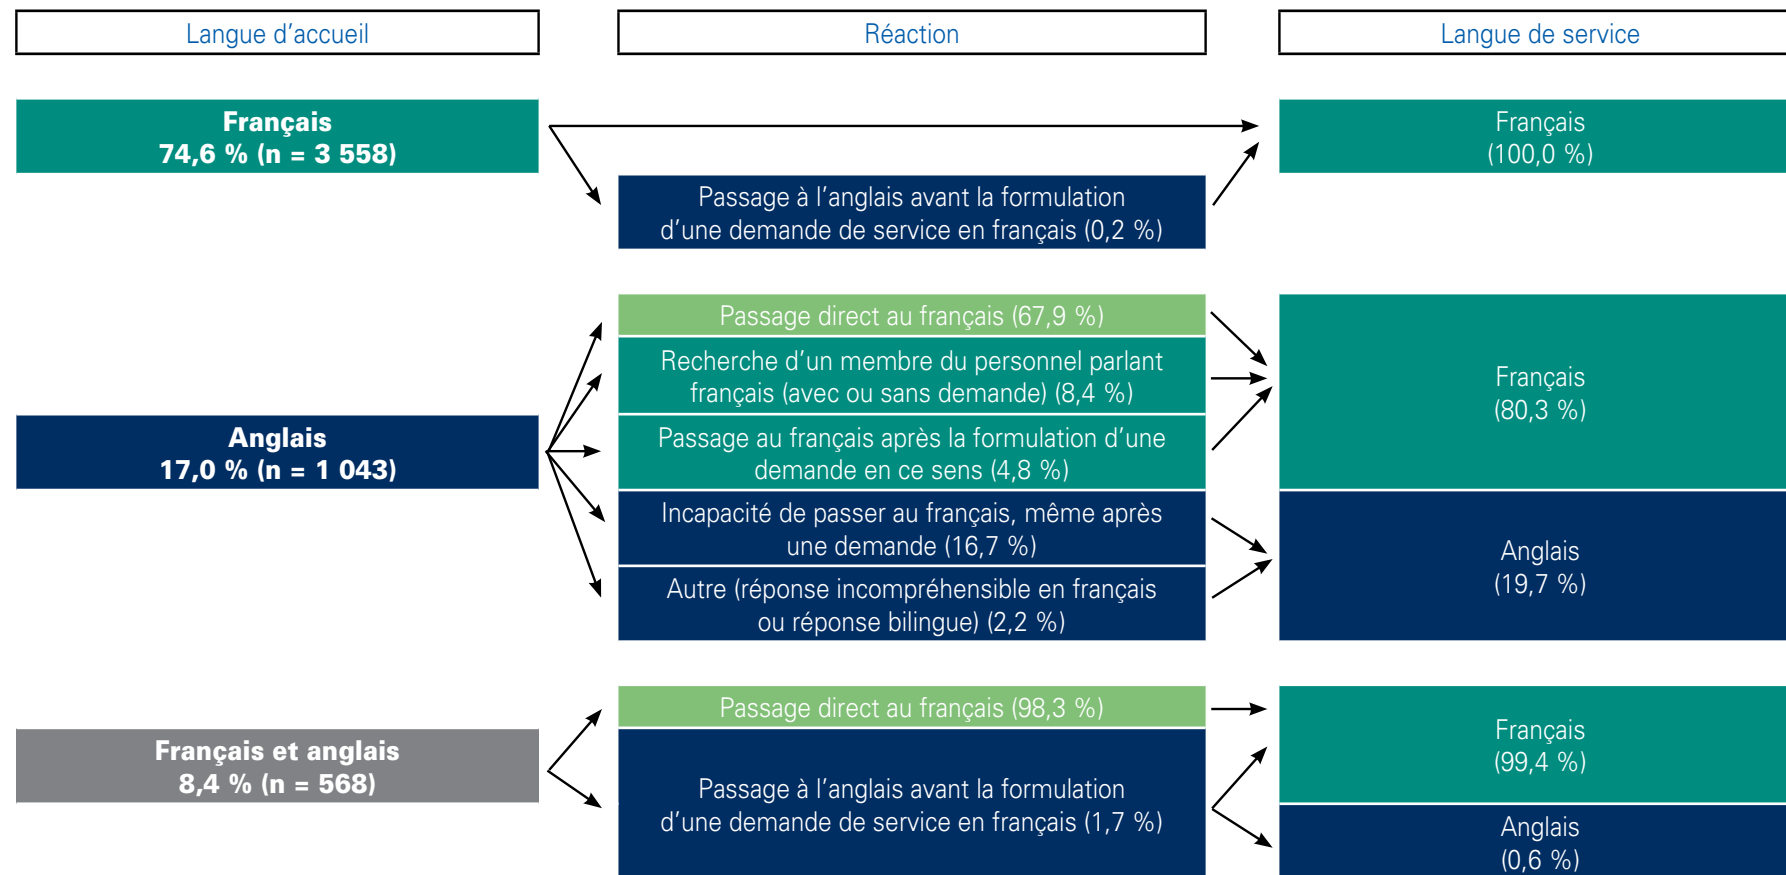 Langue d’accueil
Réaction
Langue de service
Français
74,6 % (n = 3 558)
Français
(100,0 %)
Passage à l’anglais avant la formulation
d’une demande de service en français (0,2 %)
Anglais
17,0 % (n = 1 043)
Passage direct au français (67,9 %)
Recherche d’un membre du personnel parlant
français (avec ou sans demande) (8,4 %)
Passage au français après la formulation d’une
demande en ce sens (4,8 %)
Incapacité de passer au français, même après
une demande (16,7 %)
Autre (réponse incompréhensible en français
ou réponse bilingue) (2,2 %)
Français
(80,3 %)
Anglais
(19,7 %)
Français et anglais
8,4 % (n = 568)
Passage direct au français (98,3 %)
Passage à l’anglais avant la formulation
d’une demande de service en français (1,7 %)
Français
(99,4 %)
Anglais
(0,6 %)